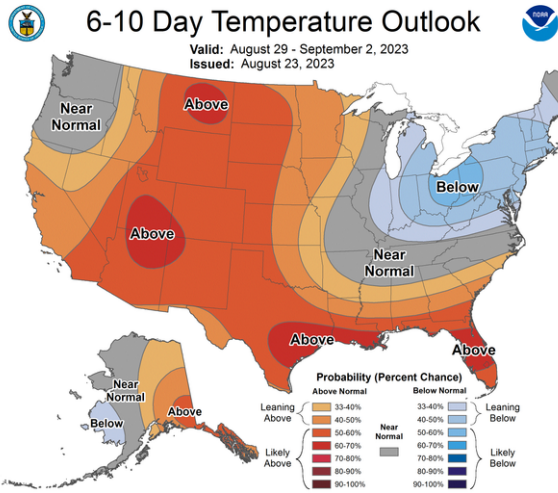 6-10 Day Temperature Outlook
Valid: August 29 - September 2, 2023
Issued: August 23, 2023
NOAA
Near
Normal
Above
Above
Below
Near
Normal
Above
Above
Near
Normal
Below
Above
Probability (Percent Chance)
Above Normal
Below Normal
Leaning
Above
33-40%
40-50%
Likely
Above
50-60%
60-70%
70-80%
80-90%
90-100%
Near
Normal
33-40%
40-50%
Leaning
Below
50-60%
60-70%
70-80%
80-90%
90-100%
Likely
Below